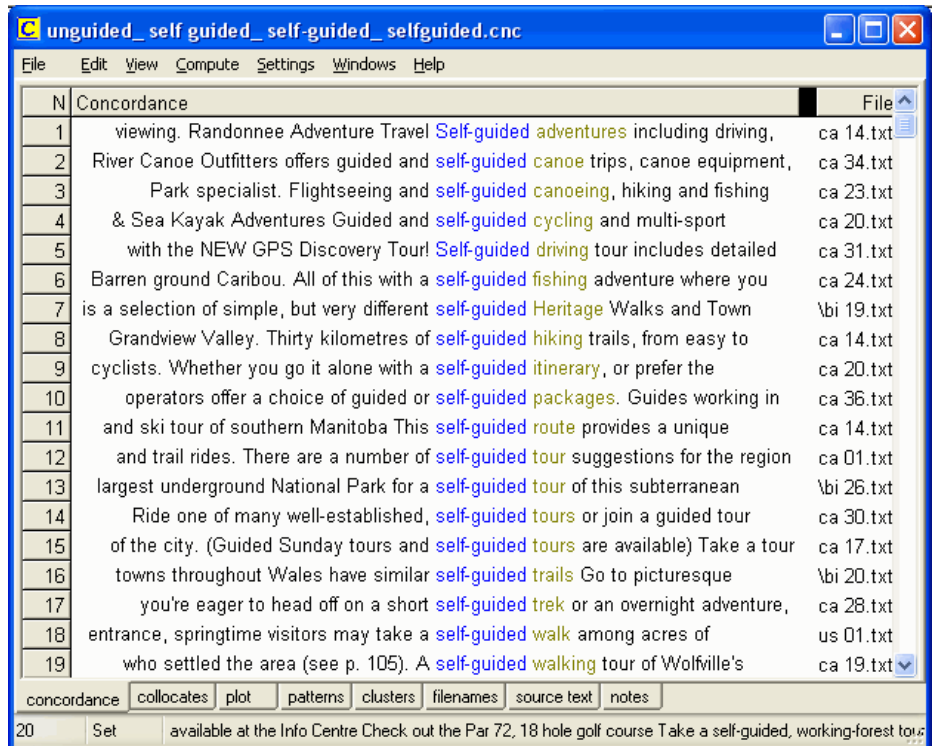 C unguided_ self guided_ self-guided_ selfguided.cnc
File Edit View Compute Settings Windows Help
N Concordance File
1 viewing. Randonnee Adventure Travel Self-guided adventures including driving, ca 14.txt
2 River Canoe Outfitters offers guided and self-guided canoe trips, canoe equipment, ca 34.txt
3 Park specialist. Flightseeing and self-guided canoeing, hiking and fishing ca 23.txt
4 & Sea Kayak Adventures Guided and self-guided cycling and multi-sport ca 20.txt
5 with the NEW GPS Discovery Tour! Self-guided driving tour includes detailed ca 31.txt
6 Barren ground Caribou. All of this with a self-guided fishing adventure where you ca 24.txt
7 is a selection of simple, but very different self-guided Heritage Walks and Town \bi 19.txt
8 Grandview Valley. Thirty kilometres of self-guided hiking trails, from easy to ca 14.txt
9 cyclists. Whether you go it alone with a self-guided itinerary, or prefer the ca 20.txt
10 operators offer a choice of guided or self-guided packages. Guides working in ca 36.txt
11 and ski tour of southern Manitoba This self-guided route provides a unique ca 14.txt
12 and trail rides. There are a number of self-guided tour suggestions for the region ca 01.txt
13 largest underground National Park for a self-guided tour of this subterranean \bi 26.txt
14 Ride one of many well-established, self-guided tours or join a guided tour ca 30.txt
15 of the city. (Guided Sunday tours and self-guided tours are available) Take a tour ca 17.txt
16 towns throughout Wales have similar self-guided trails Go to picturesque \bi 20.txt
17 you're eager to head off on a short self-guided trek or an overnight adventure, ca 28.txt
18 entrance, springtime visitors may take a self-guided walk among acres of us 01.txt
19 who settled the area (see p. 105). A self-guided walking tour of Wolfville's ca 19.txt
concordance collocates plot patterns clusters filenames source text notes
20 Set available at the Info Centre Check out the Par 72, 18 hole golf course Take a self-guided, working-forest